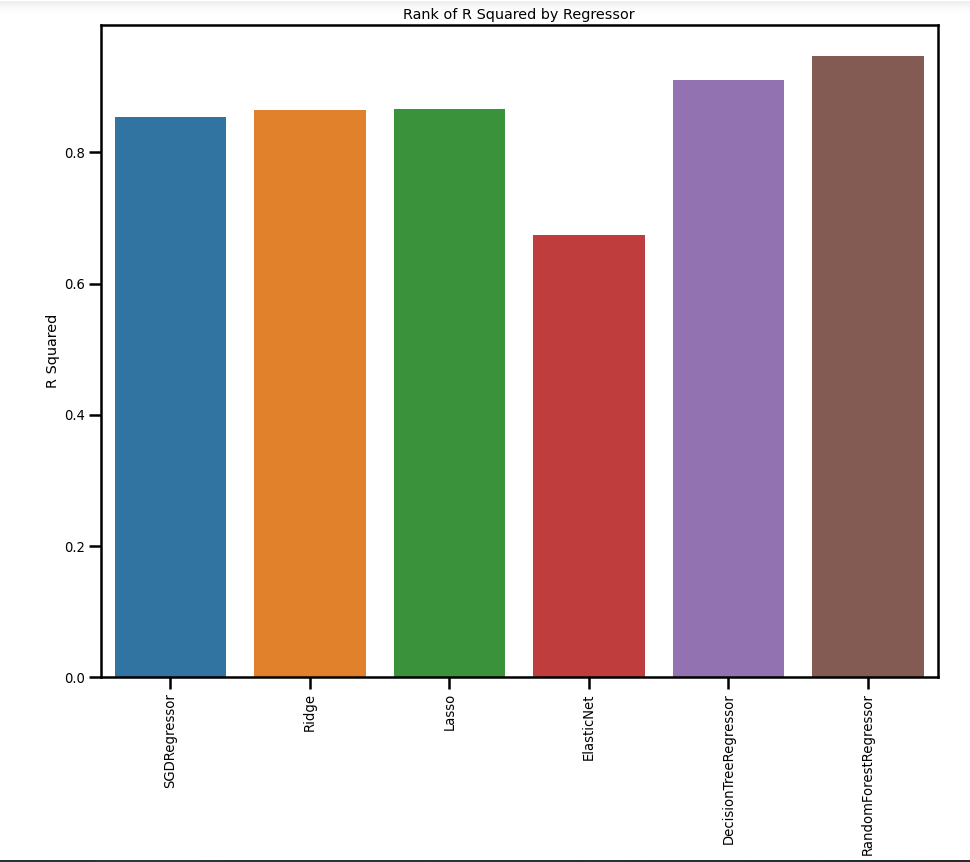 Rank of R Squared by Regressor
0.8
0.6
0.4
0.2
0.0
R Squared
SGDRegressor
Ridge
Lasso
ElasticNet
DecisionTreeRegressor
RandomForestRegressor